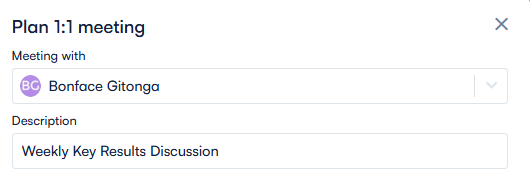 Plan 1:1 meeting
Meeting with
BG Bonface Gitonga
Description
Weekly Key Results Discussion